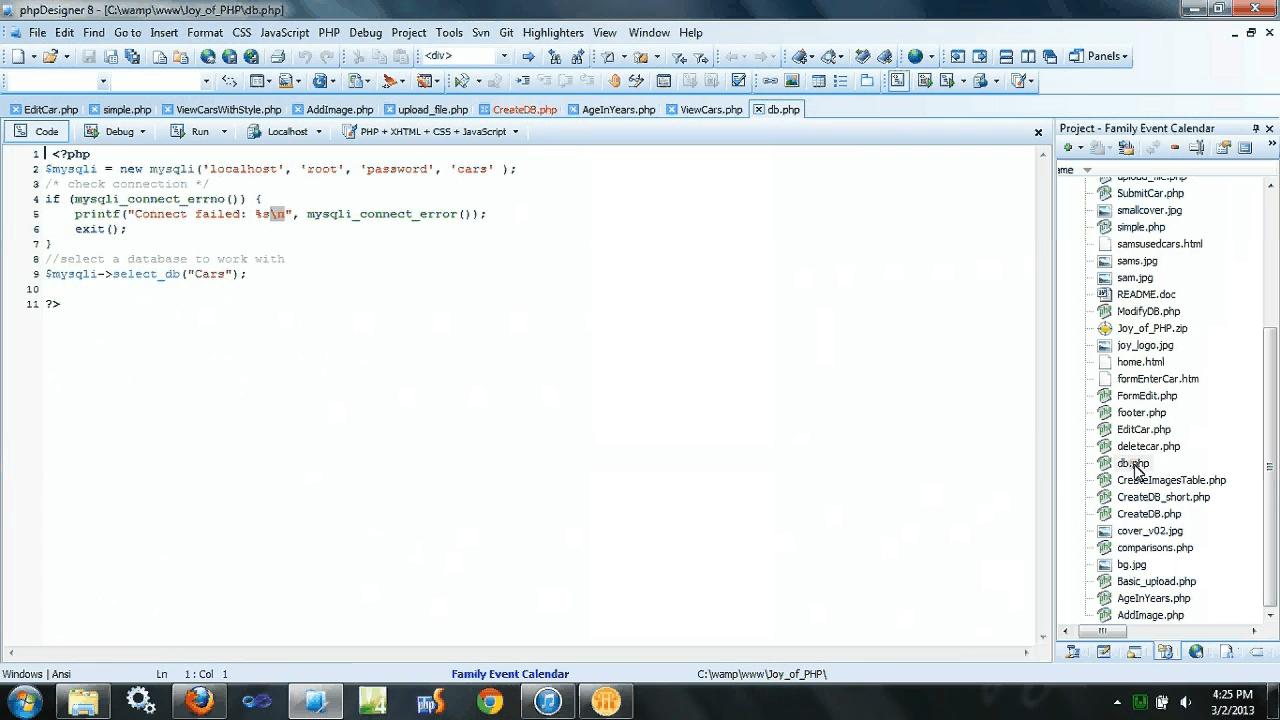 phpDesigner 8 - [C:\wamp\www\Joy_of_PHP\db.php]
File Edit Find Go to Insert Format CSS JavaScript PHP Debug Project Tools Svn Git Highlighters View Window Help
<div>
Panels
EditCar.php simple.php ViewCarsWithStyle.php AddImage.php upload_file.php CreateDB.php AgeInYears.php ViewCars.php db.php
Code Debug Run Localhost PHP + XHTML + CSS + JavaScript
1 <?php
2 $mysqli = new mysqli('localhost', 'root', 'password', 'cars' );
3 /* check connection */
4 if (mysqli_connect_errno()) {
5 printf("Connect failed: %s\n", mysqli_connect_error());
6 exit();
7 }
8 //select a database to work with
9 $mysqli->select_db("Cars");
10
11 ?>
Project - Family Event Calendar
ame
upload_file.php
SubmitCar.php
smallcover.jpg
simple.php
samsusedcars.html
sams.jpg
sam.jpg
README.doc
ModifyDB.php
Joy_of_PHP.zip
joy_logo.jpg
home.html
formEnterCar.htm
FormEdit.php
footer.php
EditCar.php
deletecar.php
db.php
CreateImagesTable.php
CreateDB_short.php
CreateDB.php
cover_v02.jpg
comparisons.php
bg.jpg
Basic_upload.php
AgeInYears.php
AddImage.php
Windows | Ansi Ln 1 : Col 1 Family Event Calendar C:\wamp\www\Joy_of_PHP\
4:25 PM
3/2/2013